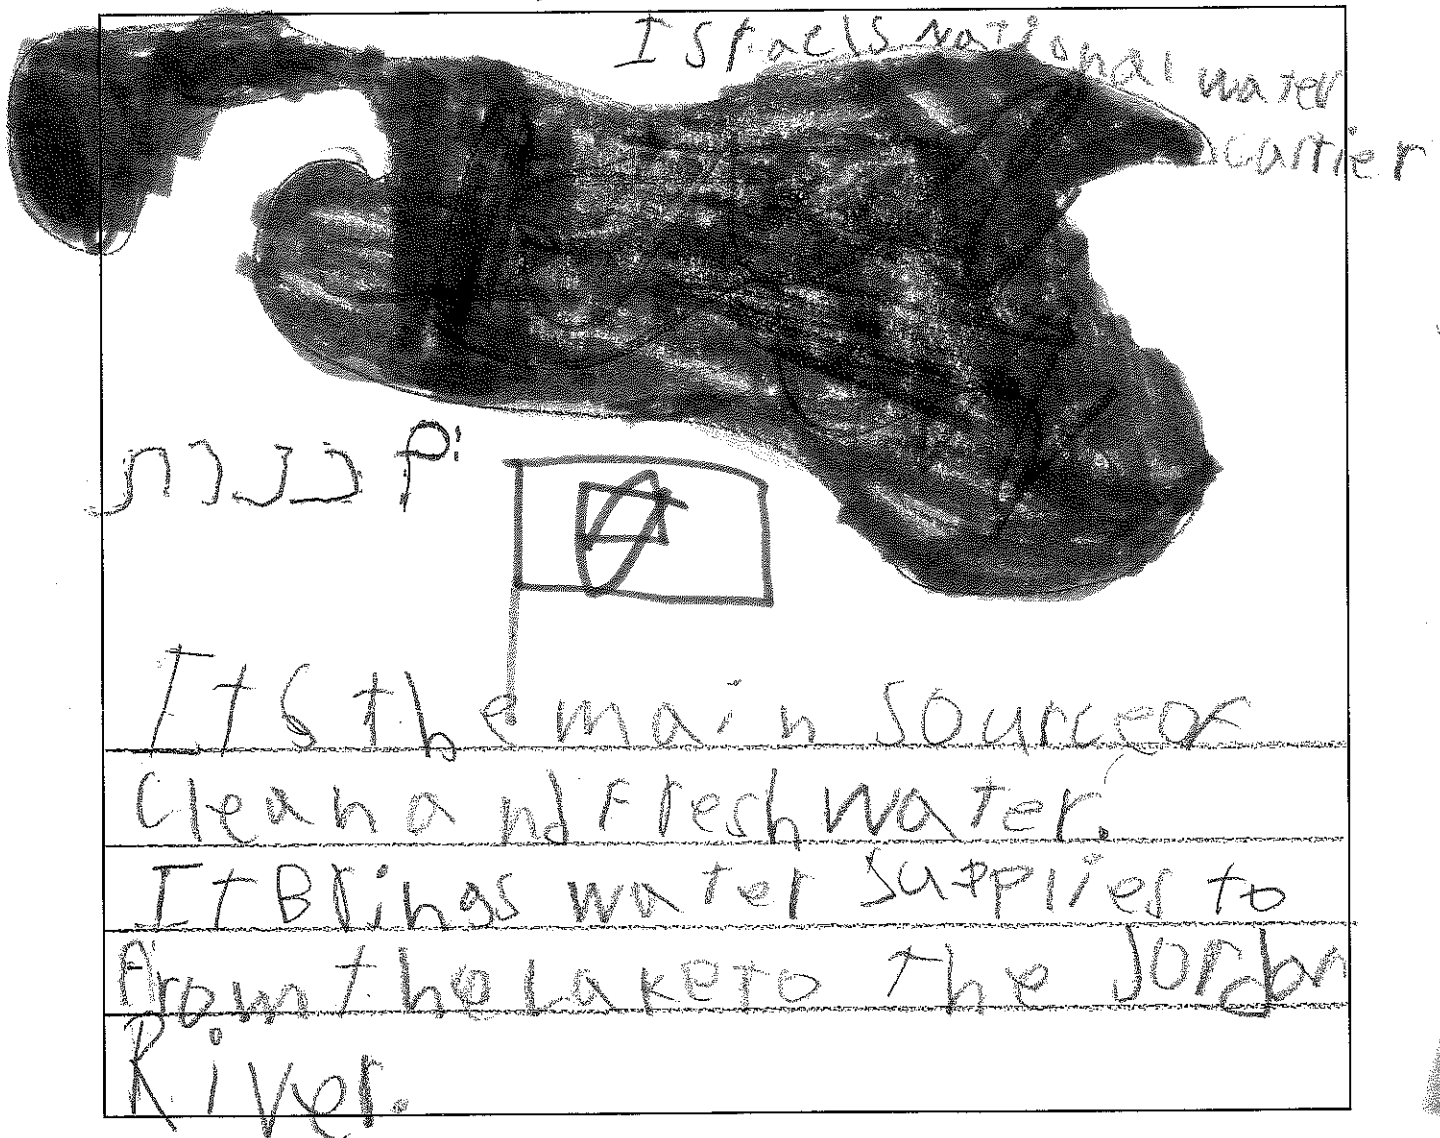 Israels National water
carrier
ים כנרת
Its the main source of
clean and Fresh water.
It Brings water supplies to
from the Lake to the Jordan
River.